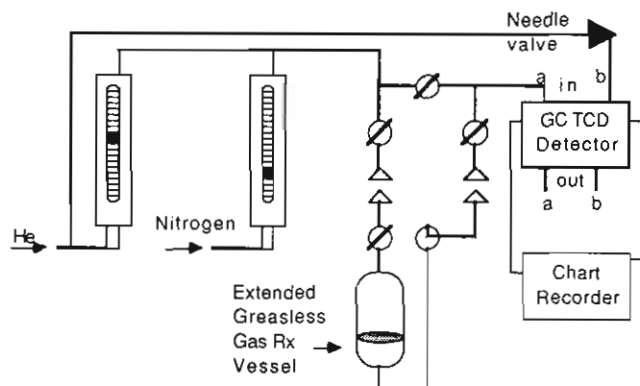 Needle
valve
a in b
GC TCD
Detector
out
a b
He
Nitrogen
Extended
Greasless
Gas Rx
Vessel
Chart
Recorder